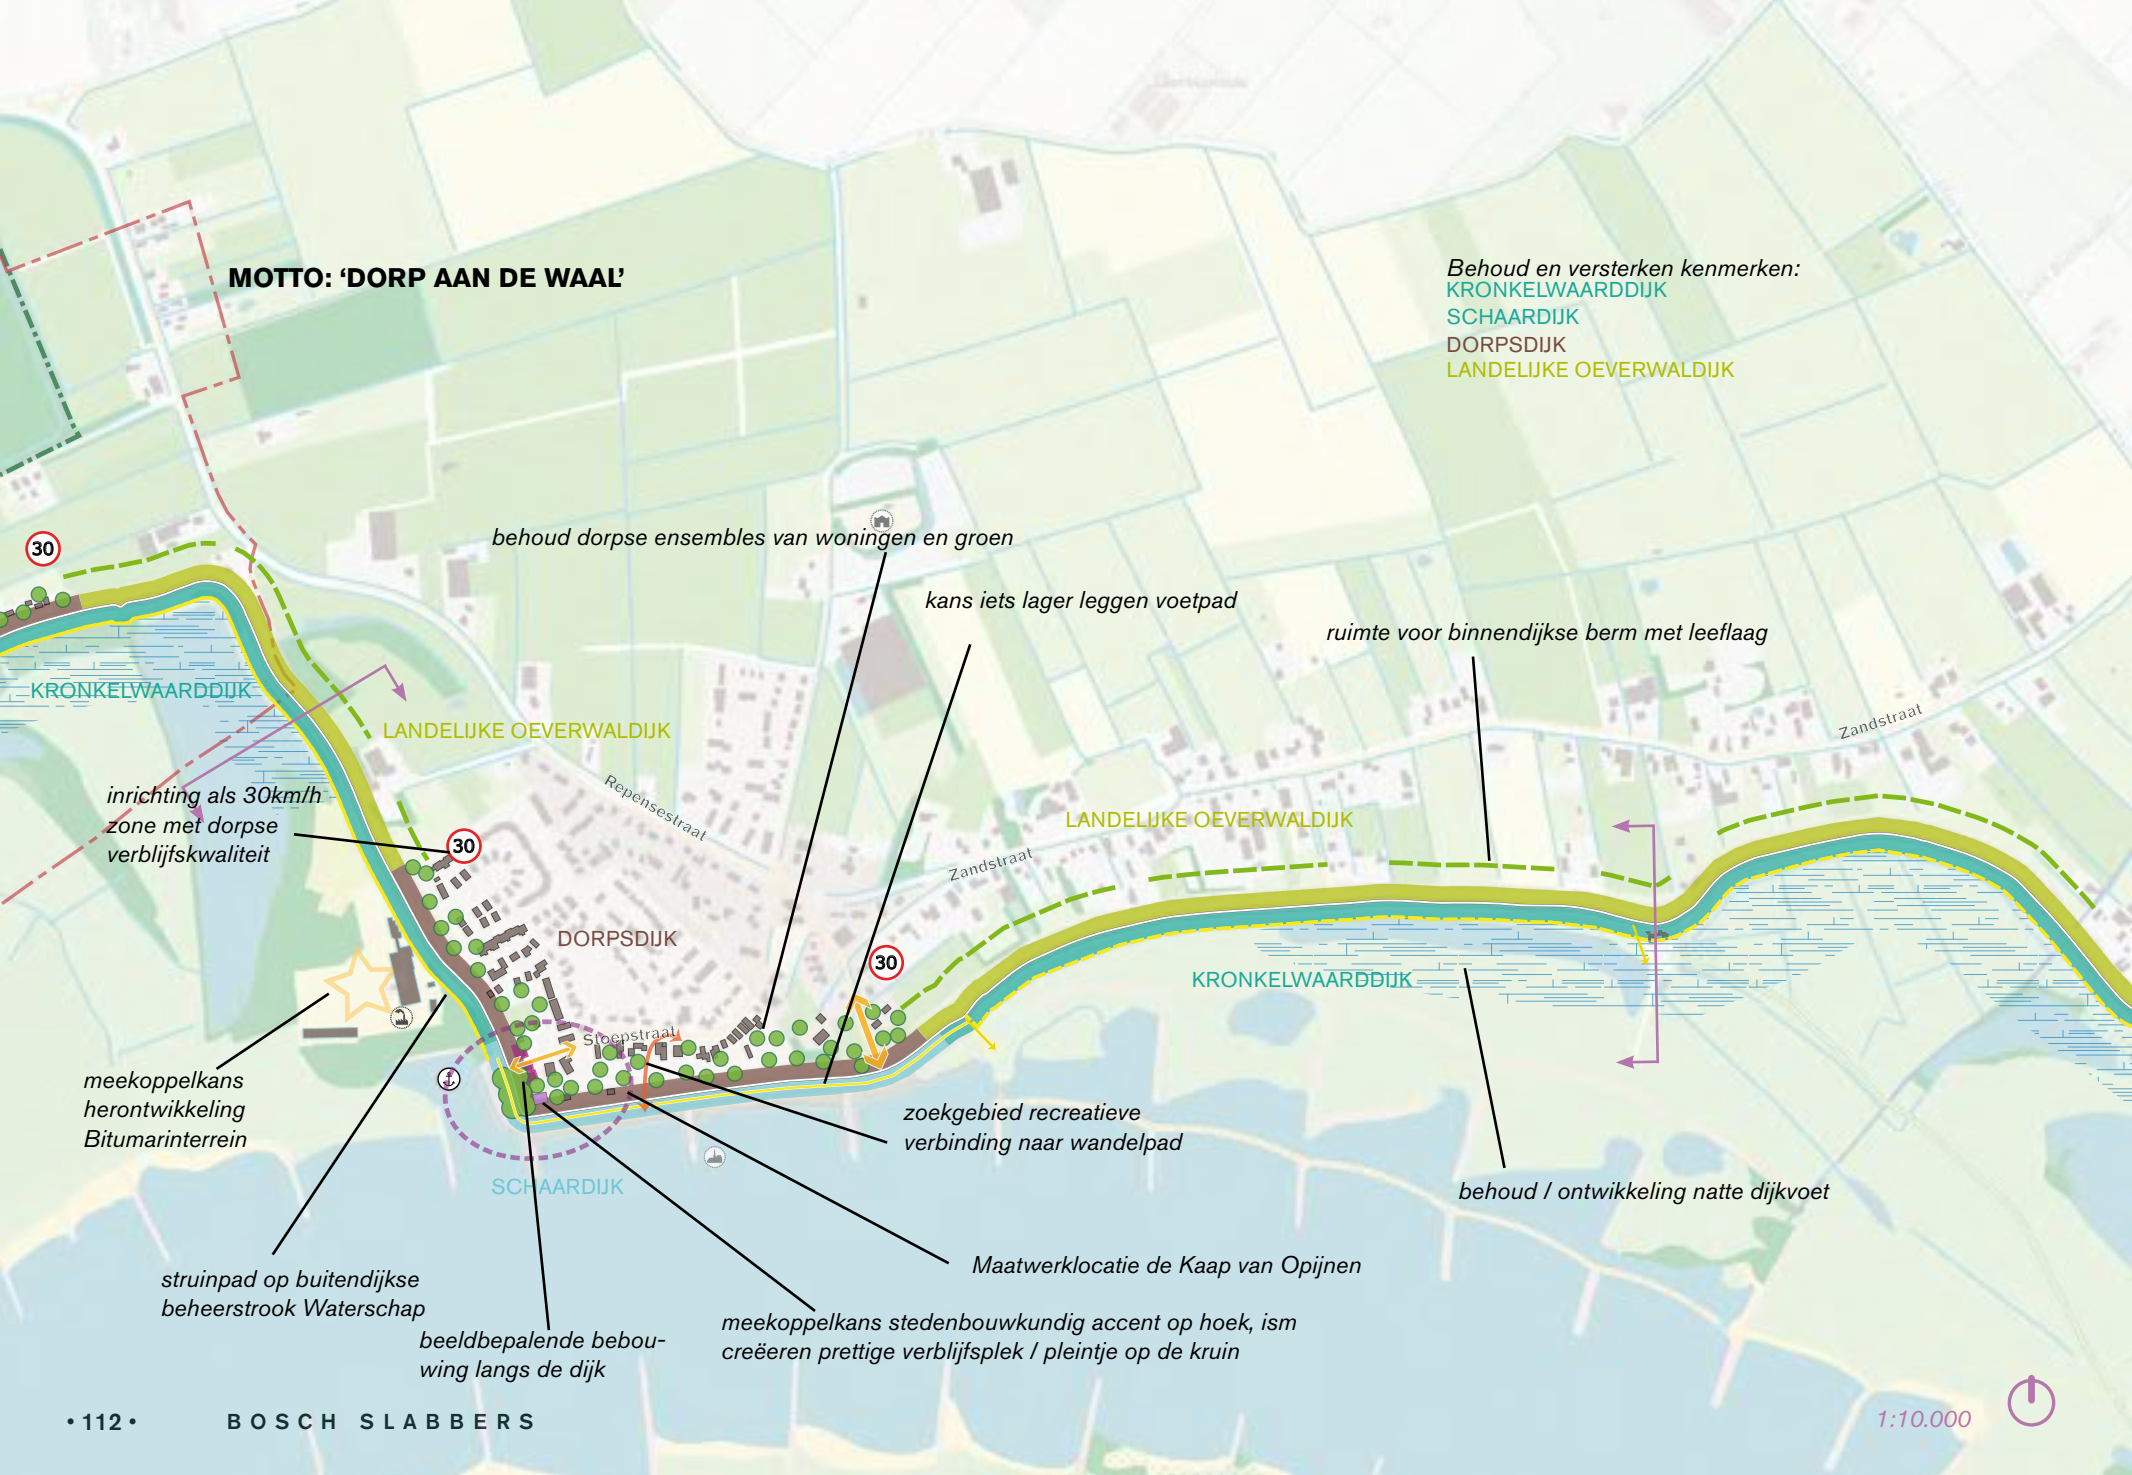 MOTTO: ‘DORP AAN DE WAAL’
Behoud en versterken kenmerken:
KRONKELWAARDDIJK
SCHAARDIJK
DORPSDIJK
LANDELIJKE OEVERWALDIJK
30
behoud dorpse ensembles van woningen en groen
kans iets lager leggen voetpad
ruimte voor binnendijkse berm met leeflaag
KRONKELWAARDDIJK
LANDELIJKE OEVERWALDIJK
Zandstraat
Repensestraat
inrichting als 30km/h
zone met dorpse
verblijfskwaliteit
30
LANDELIJKE OEVERWALDIJK
Zandstraat
DORPSDIJK
30
KRONKELWAARDDIJK
Stoepstraat
meekoppelkans
herontwikkeling
Bitumarinterrein
zoekgebied recreatieve
verbinding naar wandelpad
SCHAARDIJK
behoud / ontwikkeling natte dijkvoet
Maatwerklocatie de Kaap van Opijnen
struinpad op buitendijkse
beheerstrook Waterschap
beeldbepalende bebou-
wing langs de dijk
meekoppelkans stedenbouwkundig accent op hoek, ism
creëeren prettige verblijfsplek / pleintje op de kruin
• 112 •
BOSCH SLABBERS
1:10.000